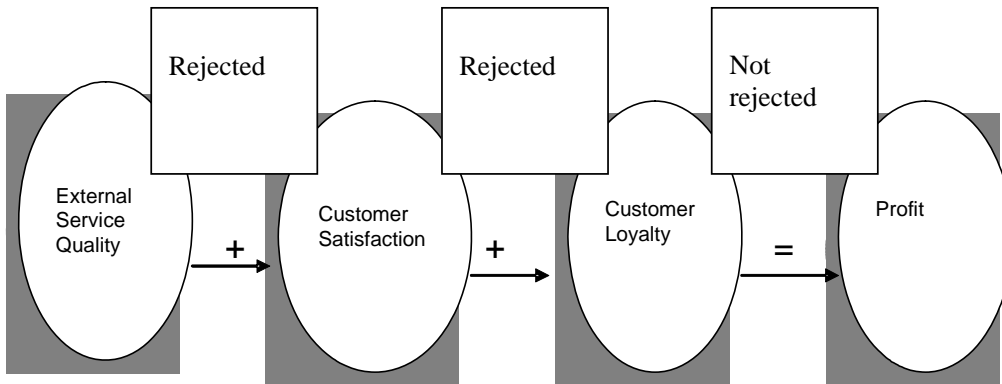 Rejected
Rejected
Not
rejected
External
Service
Quality
Customer
Satisfaction
Customer
Loyalty
Profit
+
+
=